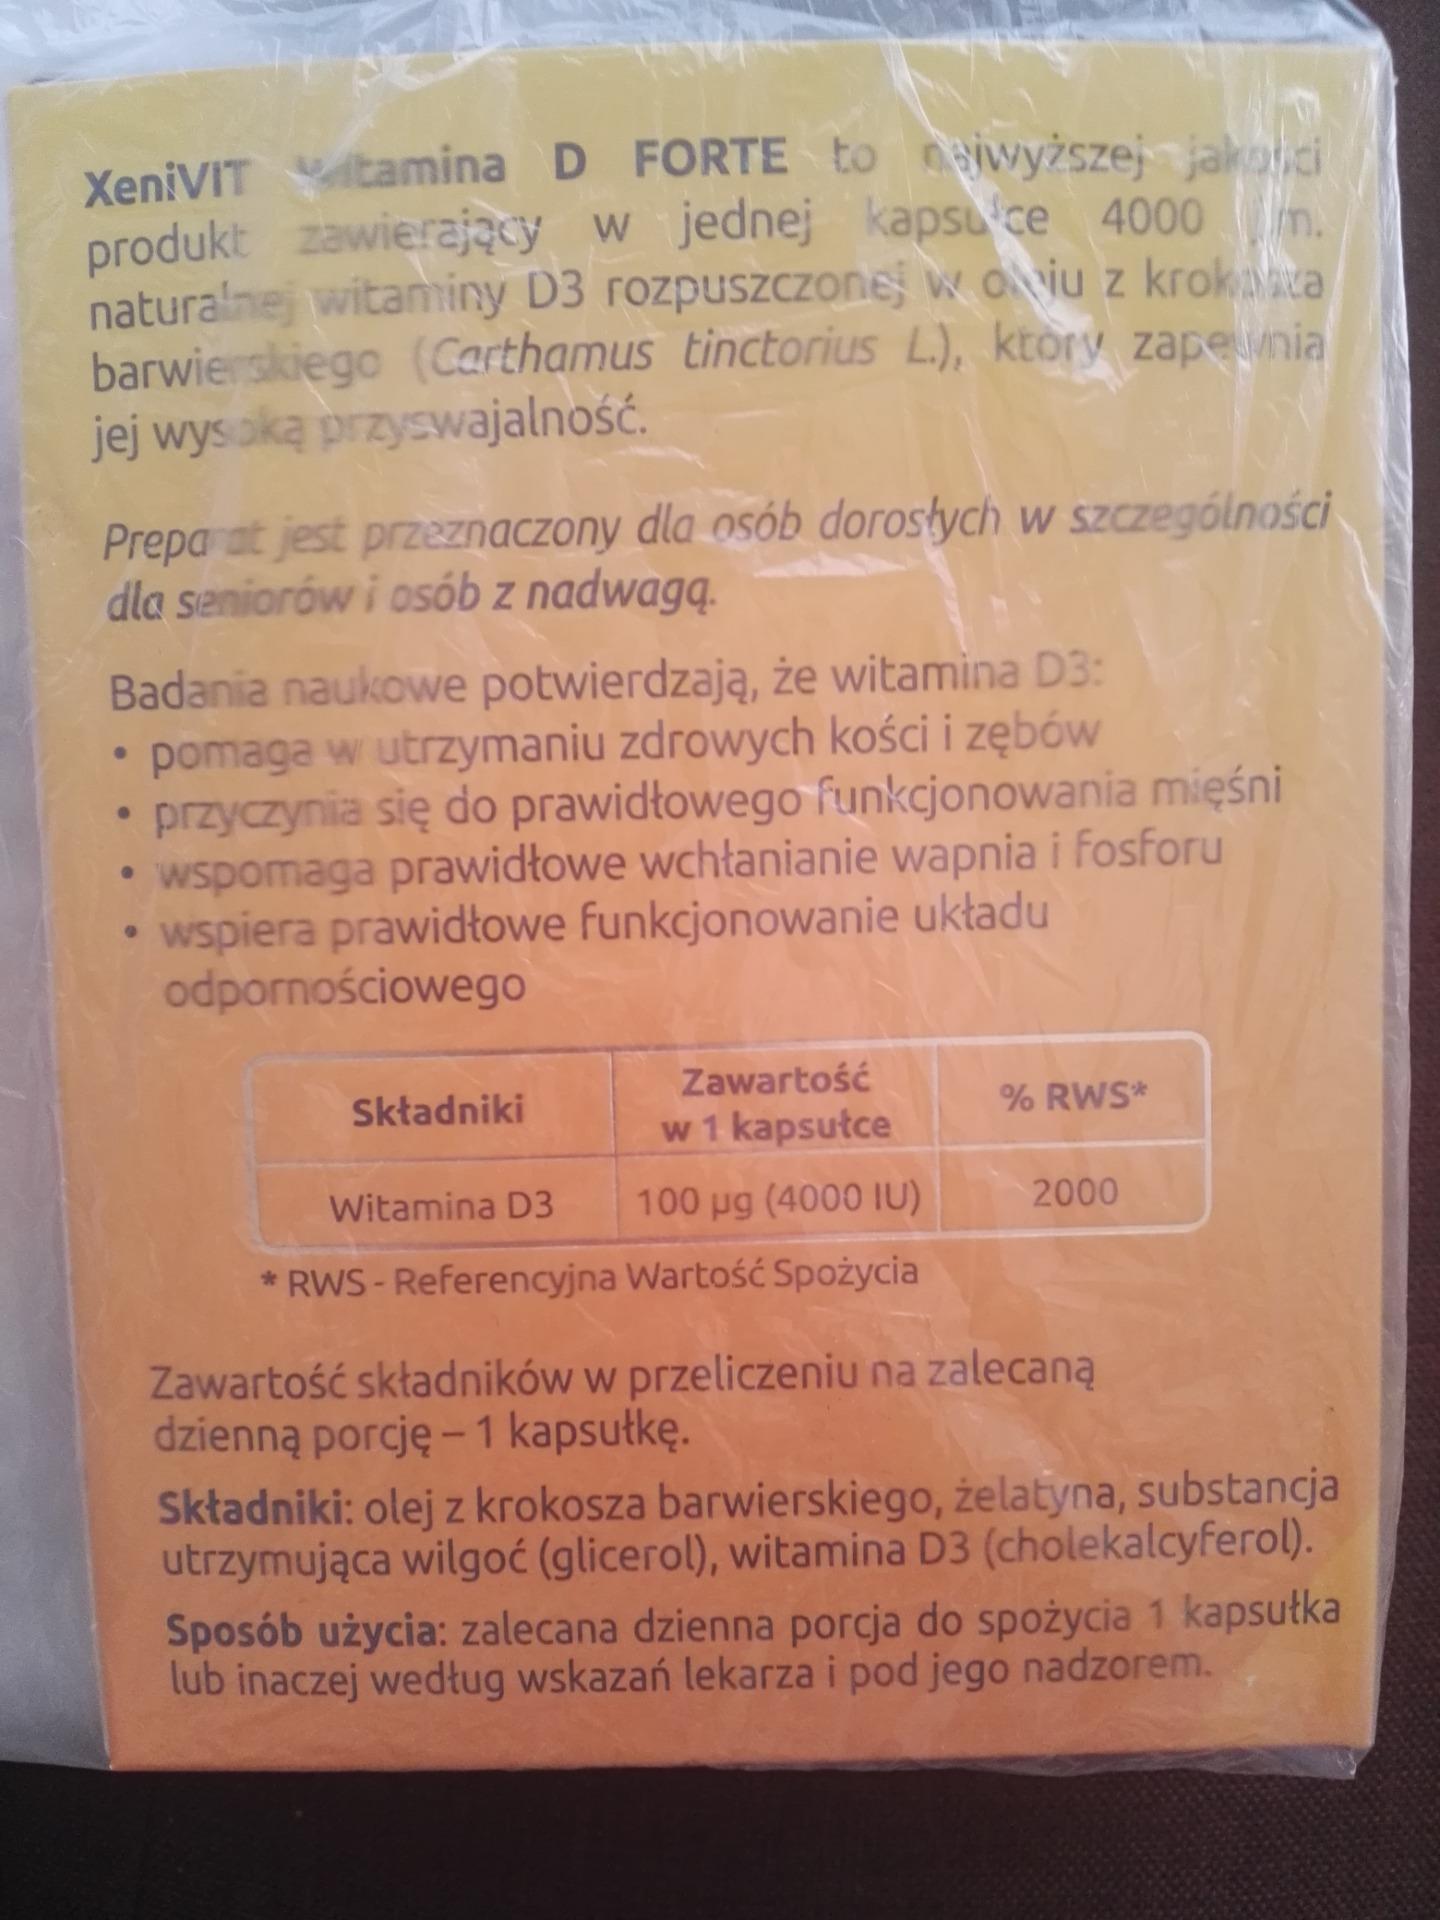 XeniVIT Witamina D FORTE to najwyższej jakości
produkt zawierający w jednej kapsułce 4000 j.m.
naturalnej witaminy D3 rozpuszczonej w oleju z krokosza
barwierskiego (Carthamus tinctorius L.), który zapewnia
jej wysoką przyswajalność.
Preparat jest przeznaczony dla osób dorosłych w szczególności
dla seniorów i osób z nadwagą.
Badania naukowe potwierdzają, że witamina D3:
• pomaga w utrzymaniu zdrowych kości i zębów
• przyczynia się do prawidłowego funkcjonowania mięśni
• wspomaga prawidłowe wchłanianie wapnia i fosforu
• wspiera prawidłowe funkcjonowanie układu
odpornościowego
Składniki Zawartość w 1 kapsułce % RWS*
Witamina D3 100 µg (4000 IU) 2000
* RWS - Referencyjna Wartość Spożycia
Zawartość składników w przeliczeniu na zalecaną
dzienną porcję – 1 kapsułkę.
Składniki: olej z krokosza barwierskiego, żelatyna, substancja
utrzymująca wilgoć (glicerol), witamina D3 (cholekalcyferol).
Sposób użycia: zalecana dzienna porcja do spożycia 1 kapsułka
lub inaczej według wskazań lekarza i pod jego nadzorem.